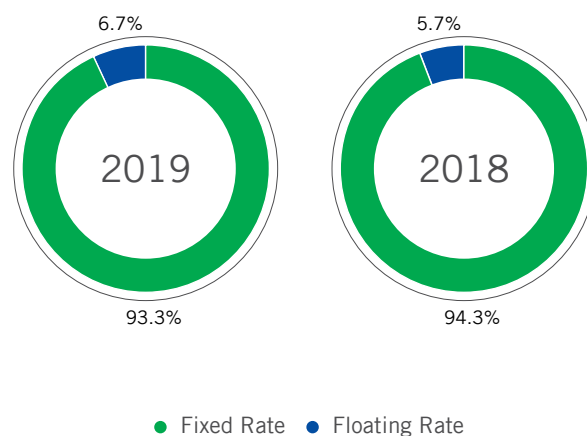 6.7% 5.7%
2019 2018
93.3% 94.3%
Fixed Rate Floating Rate